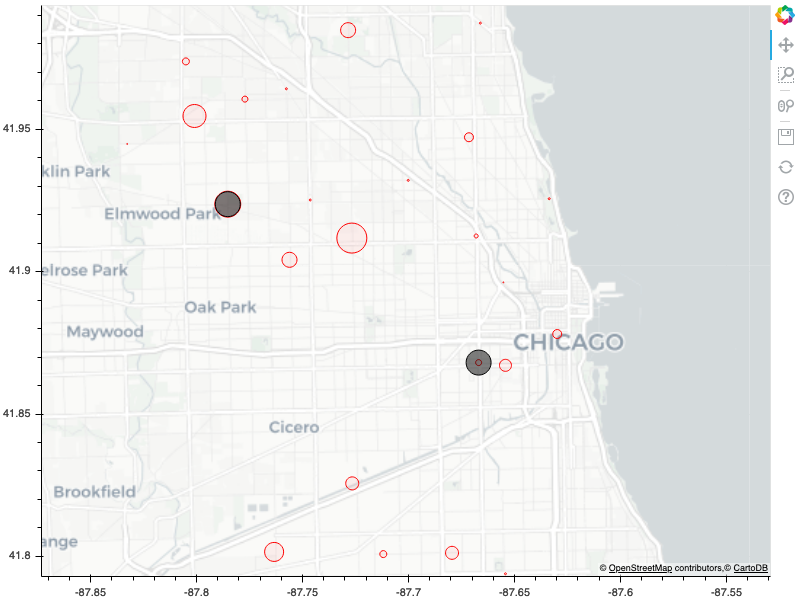 41.95
klin Park
Elmwood Park
41.9
elrose Park
Oak Park
Maywood
CHICAGO
41.85
Cicero
Brookfield
ange
41.8
© OpenStreetMap contributors,© CartoDB
-87.85
-87.8
-87.75
-87.7
-87.65
-87.6
-87.55